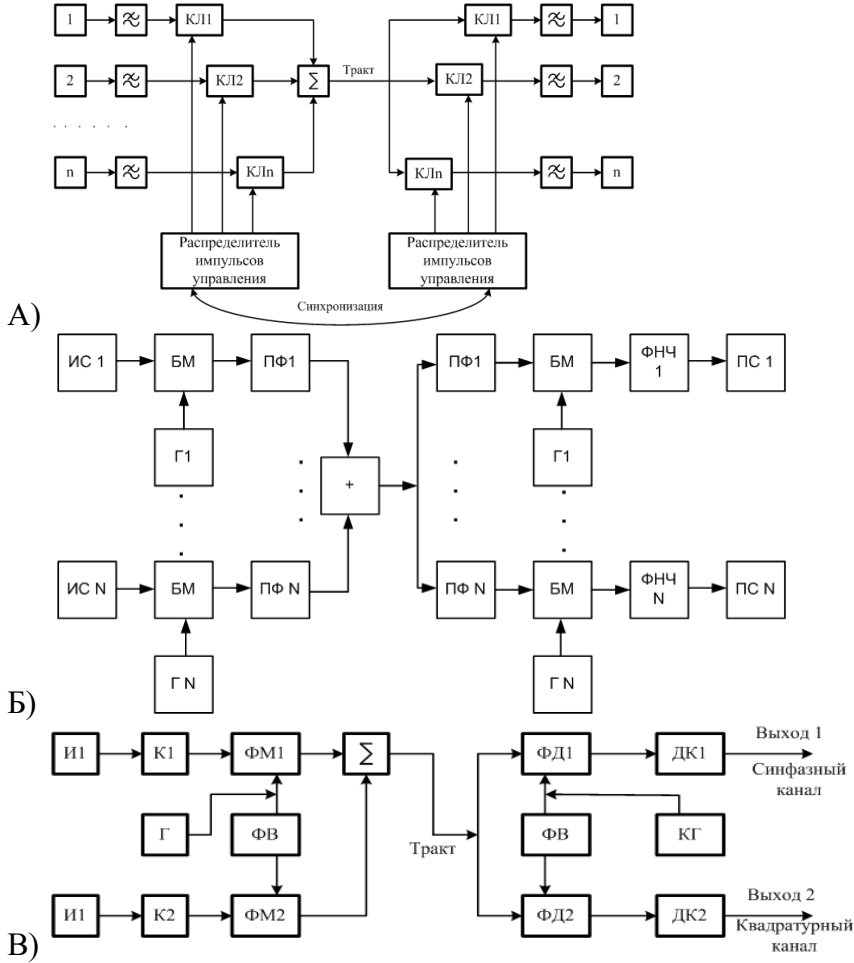 1 КЛ1 КЛ1 1
2 КЛ2 Σ Тракт КЛ2 2
. . . . . .
n КЛn КЛn n
Распределитель импульсов управления
Распределитель импульсов управления
Синхронизация
А)
ИС 1 БМ ПФ1 ПФ1 БМ ФНЧ 1 ПС 1
Г1 + Г1
ИС N БМ ПФ N ПФ N БМ ФНЧ N ПС N
Г N Г N
Б)
И1 К1 ФМ1 Σ ФД1 ДК1 Выход 1
Синфазный канал
Г ФВ Тракт ФВ КГ
И1 К2 ФМ2 ФД2 ДК2 Выход 2
Квадратурный канал
В)